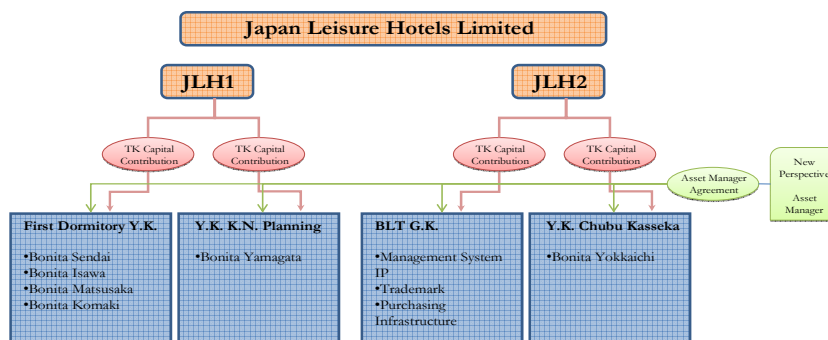 Japan Leisure Hotels Limited
JLH1
JLH2
TK Capital
Contribution
TK Capital
Contribution
TK Capital
Contribution
TK Capital
Contribution
Asset Manager
Agreement
New
Perspective
Asset
Manager
First Dormitory Y.K.
•Bonita Sendai
•Bonita Isawa
•Bonita Matsusaka
•Bonita Komaki
Y.K. K.N. Planning
•Bonita Yamagata
BLT G.K.
•Management System
IP
•Trademark
•Purchasing
Infrastructure
Y.K. Chubu Kasseka
•Bonita Yokkaichi